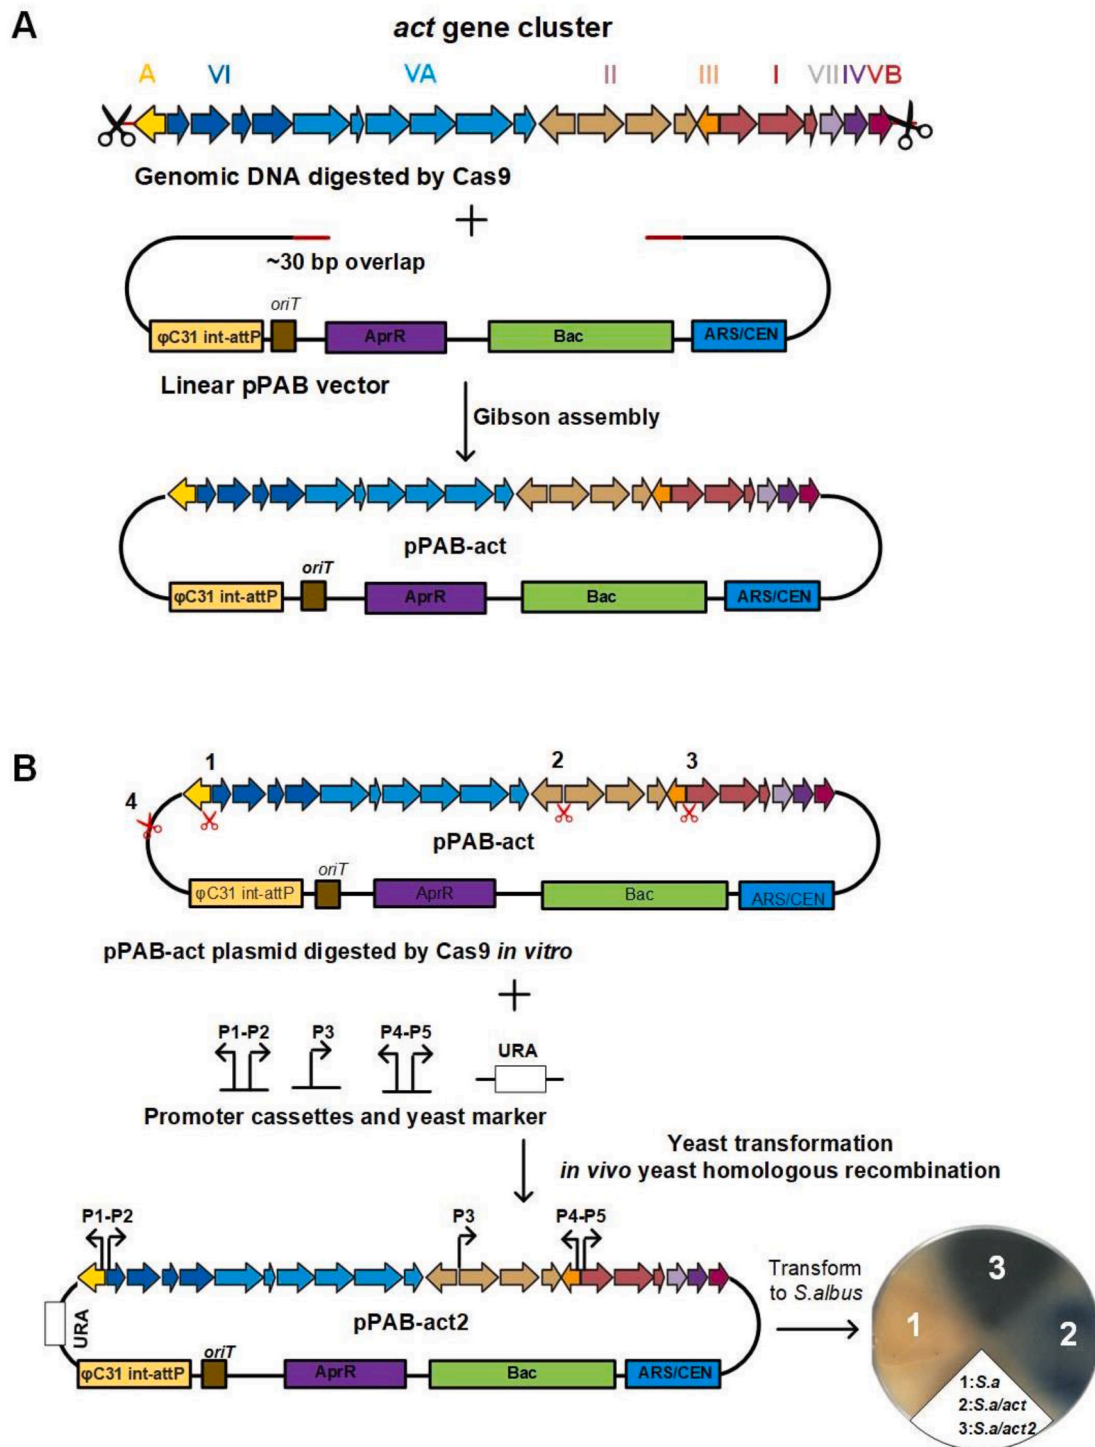 A
act gene cluster
A VI VA II III I VII IV VB
Genomic DNA digested by Cas9
+
~30 bp overlap
oriT
φC31 int-attP AprR Bac ARS/CEN
Linear pPAB vector
Gibson assembly
pPAB-act
oriT
φC31 int-attP AprR Bac ARS/CEN
B
1 2 3
4
pPAB-act
oriT
φC31 int-attP AprR Bac ARS/CEN
pPAB-act plasmid digested by Cas9 in vitro
+
P1-P2 P3 P4-P5 URA
Promoter cassettes and yeast marker
Yeast transformation
in vivo yeast homologous recombination
P1-P2 P3 P4-P5
URA
pPAB-act2
oriT
φC31 int-attP AprR Bac ARS/CEN
Transform
to S.albus
3
1 2
1:S.a
2:S.a/act
3:S.a/act2